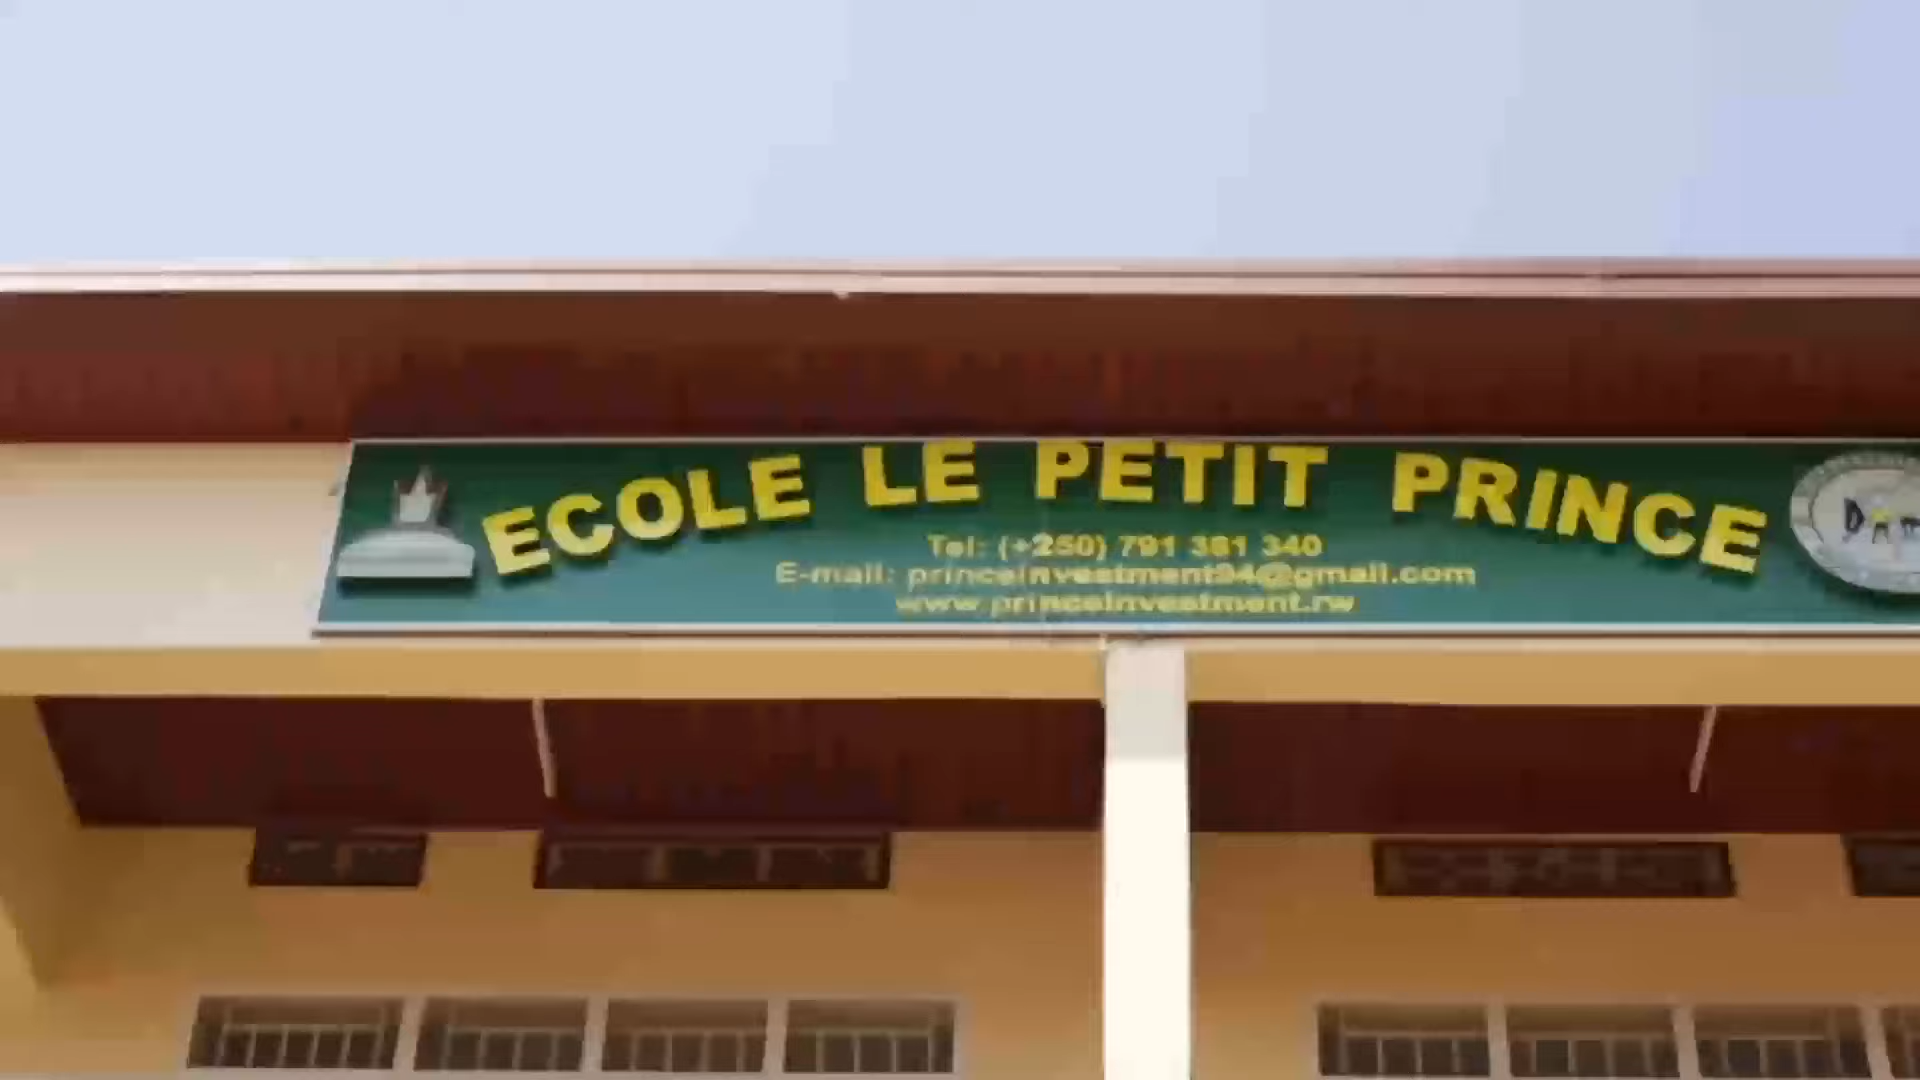 ECOLE LE PETIT PRINCE
Tel: (+250) 791 381 340
E-mail: princeinvestment94@gmail.com
www.princeinvestment.rw